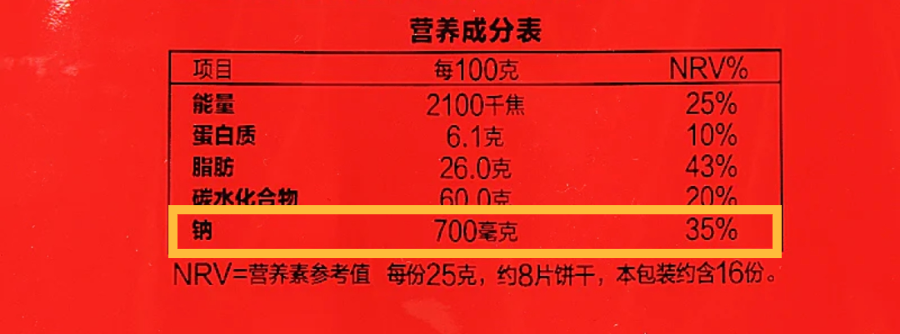 营养成分表
项目 每100克 NRV%
能量 2100千焦 25%
蛋白质 6.1克 10%
脂肪 26.0克 43%
碳水化合物 60.0克 20%
钠 700毫克 35%
NRV=营养素参考值 每份25克，约8片饼干，本包装约含16份。